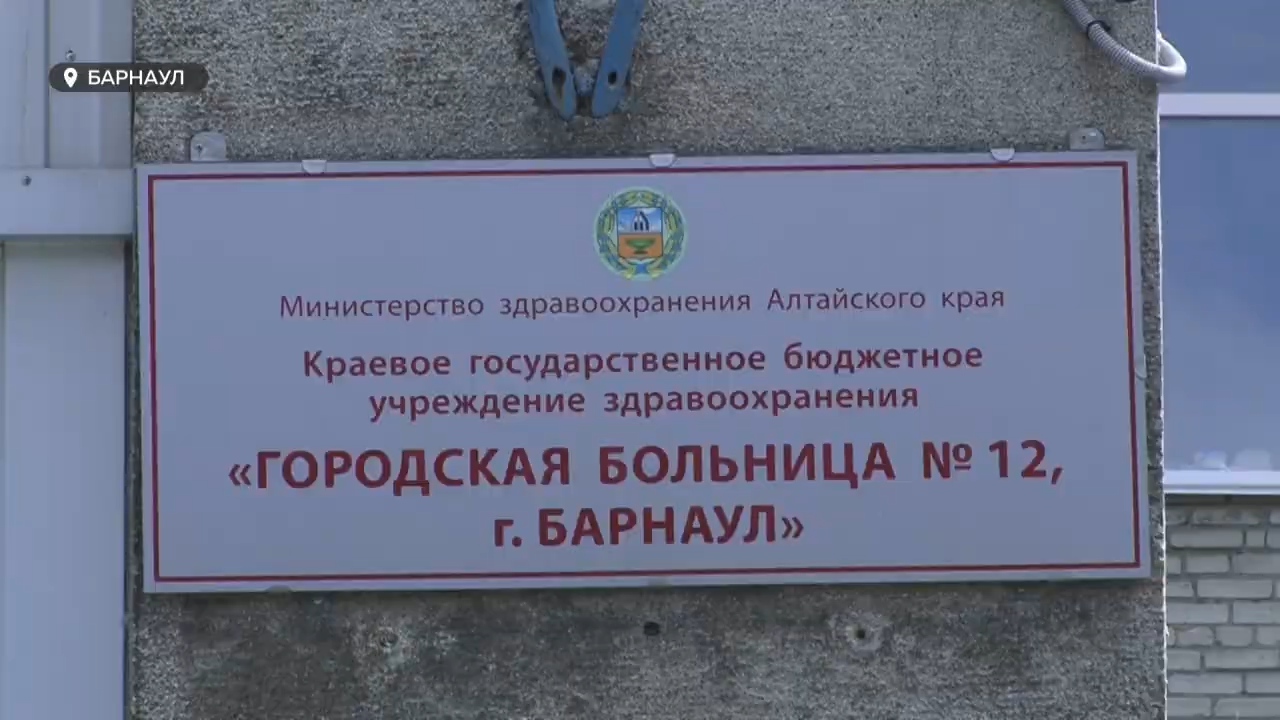 БАРНАУЛ
Министерство здравоохранения Алтайского края
Краевое государственное бюджетное
учреждение здравоохранения
«ГОРОДСКАЯ БОЛЬНИЦА № 12,
г. БАРНАУЛ»